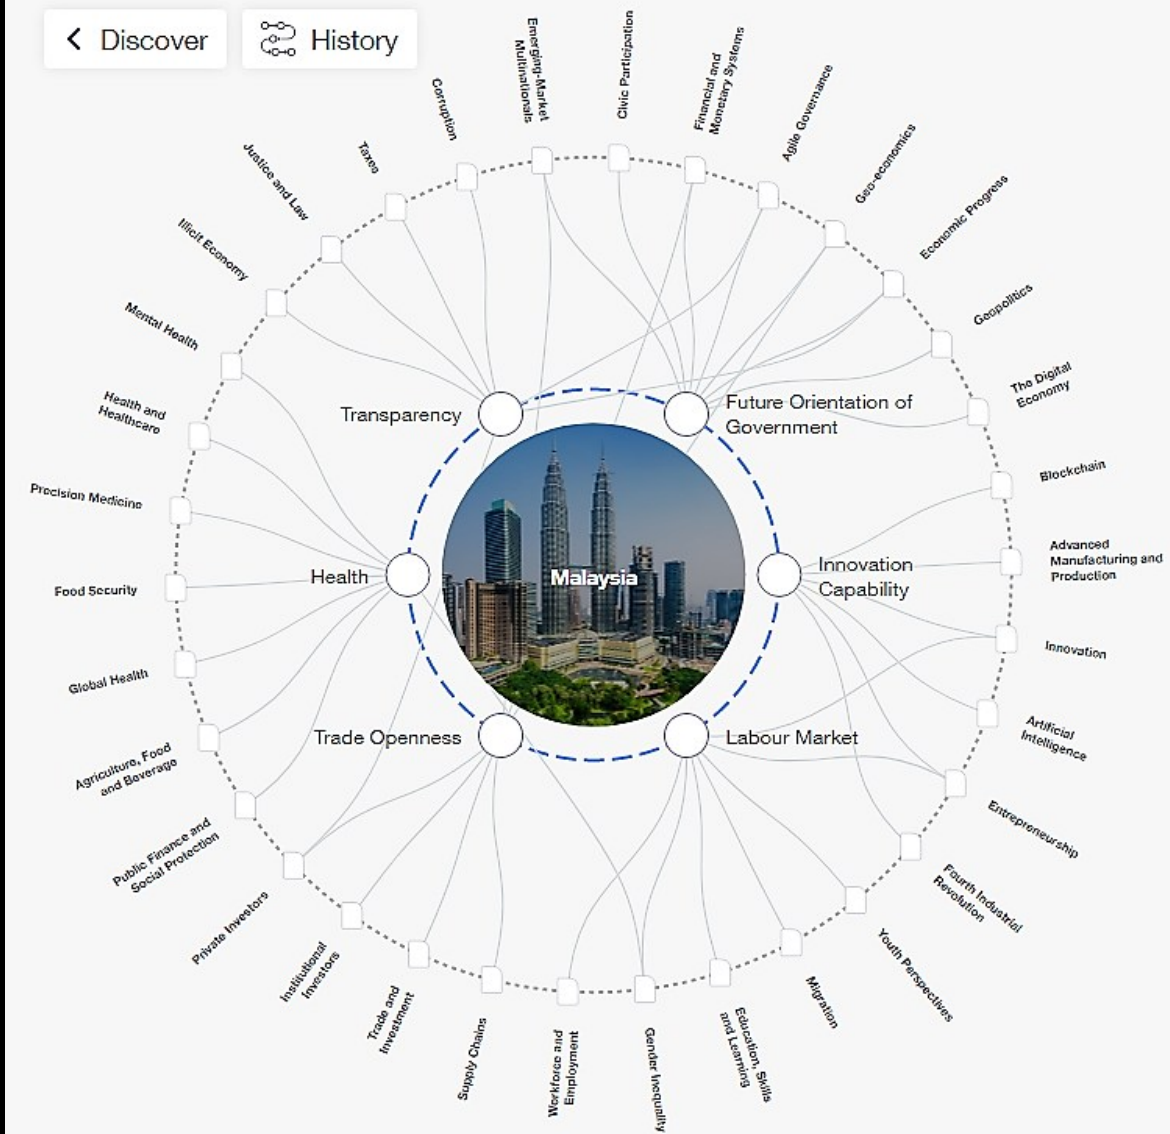 Discover
History
Emerging-Market
Multinationals
Civic Participation
Financial and
Monetary Systems
Agile Governance
Geo-economics
Economic Progress
Geopolitics
The Digital
Economy
Blockchain
Advanced
Manufacturing and
Production
Innovation
Artificial
Intelligence
Entrepreneurship
Fourth Industrial
Revolution
Youth Perspectives
Migration
Education, Skills
and Learning
Gender Inequality
Workforce and
Employment
Supply Chains
Trade and
Investment
Institutional
Investors
Private Investors
Public Finance and
Social Protection
Agriculture, Food
and Beverage
Global Health
Food Security
Precision Medicine
Health and
Healthcare
Mental Health
Illicit Economy
Justice and Law
Taxes
Corruption
Transparency
Future Orientation of
Government
Health
Malaysia
Innovation
Capability
Trade Openness
Labour Market